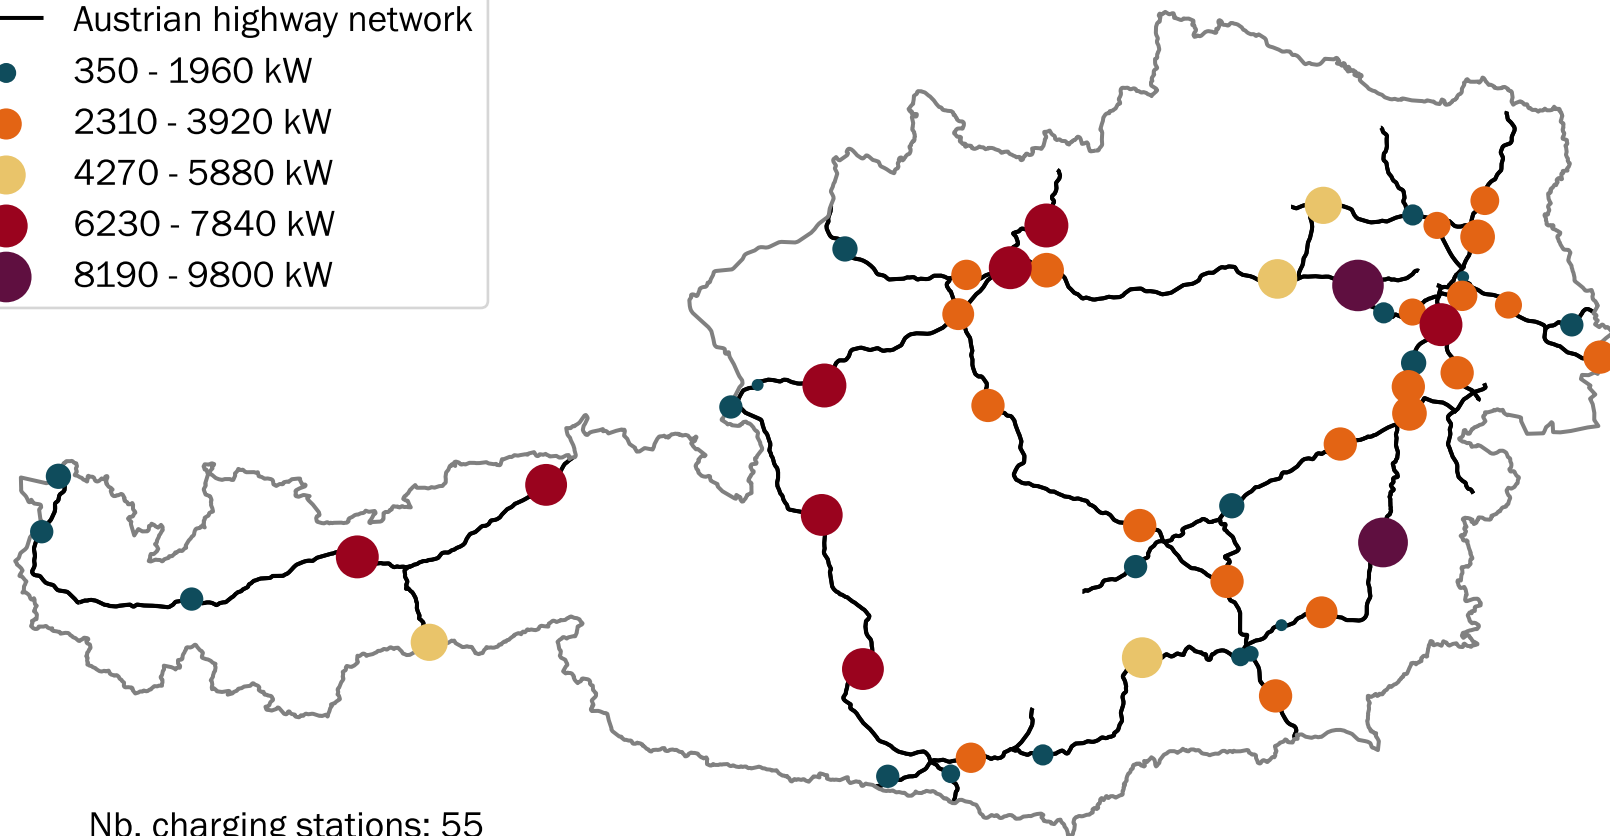 Austrian highway network
350 - 1960 kW
2310 - 3920 kW
4270 - 5880 kW
6230 - 7840 kW
8190 - 9800 kW
Nb. charging stations: 55